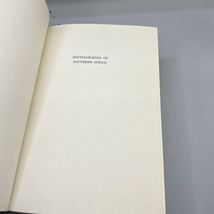 ENCYCLOPAEDIA OF
SOUTHERN AFRICA